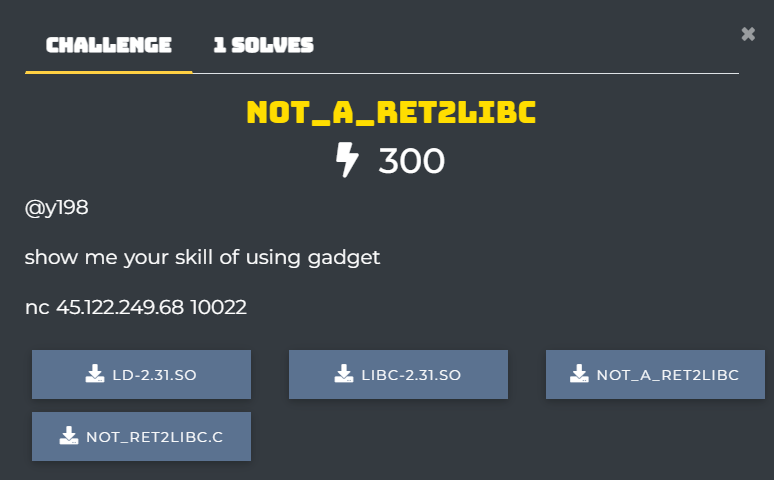 CHALLENGE 1 SOLVES ×
NOT_A_RET2LIBC
300
@y198
show me your skill of using gadget
nc 45.122.249.68 10022
LD-2.31.SO LIBC-2.31.SO NOT_A_RET2LIBC
NOT_RET2LIBC.C